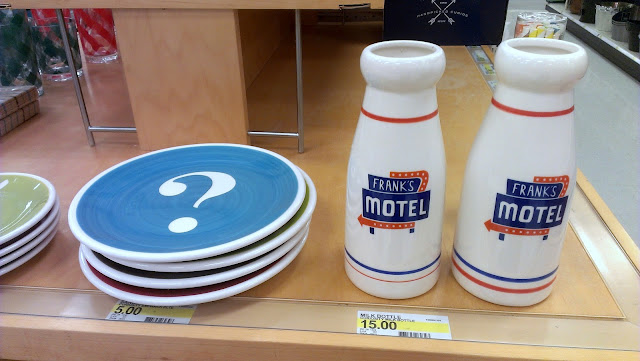 ?
FRANK'S
MOTEL
FRANK'S
MOTEL
5.00
MILK BOTTLE
15.00